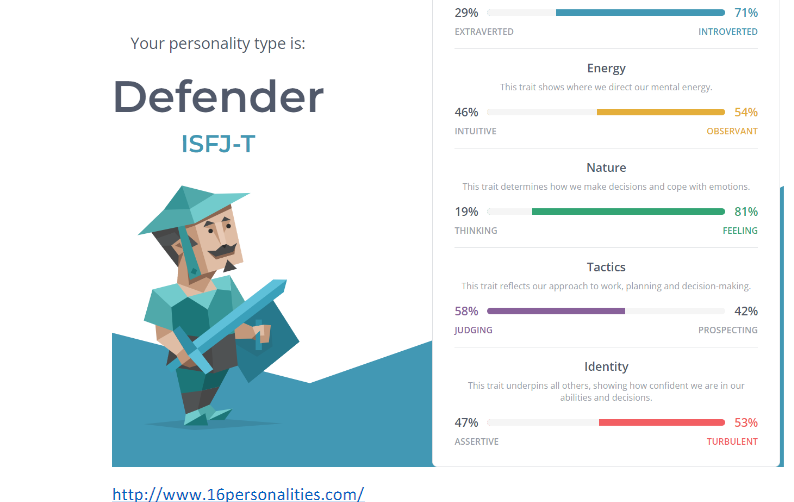 Your personality type is:
Defender
ISFJ-T
29% 71%
EXTRAVERTED INTROVERTED
Energy
This trait shows where we direct our mental energy.
46% 54%
INTUITIVE OBSERVANT
Nature
This trait determines how we make decisions and cope with emotions.
19% 81%
THINKING FEELING
Tactics
This trait reflects our approach to work, planning and decision-making.
58% 42%
JUDGING PROSPECTING
Identity
This trait underpins all others, showing how confident we are in our
abilities and decisions.
47% 53%
ASSERTIVE TURBULENT
http://www.16personalities.com/